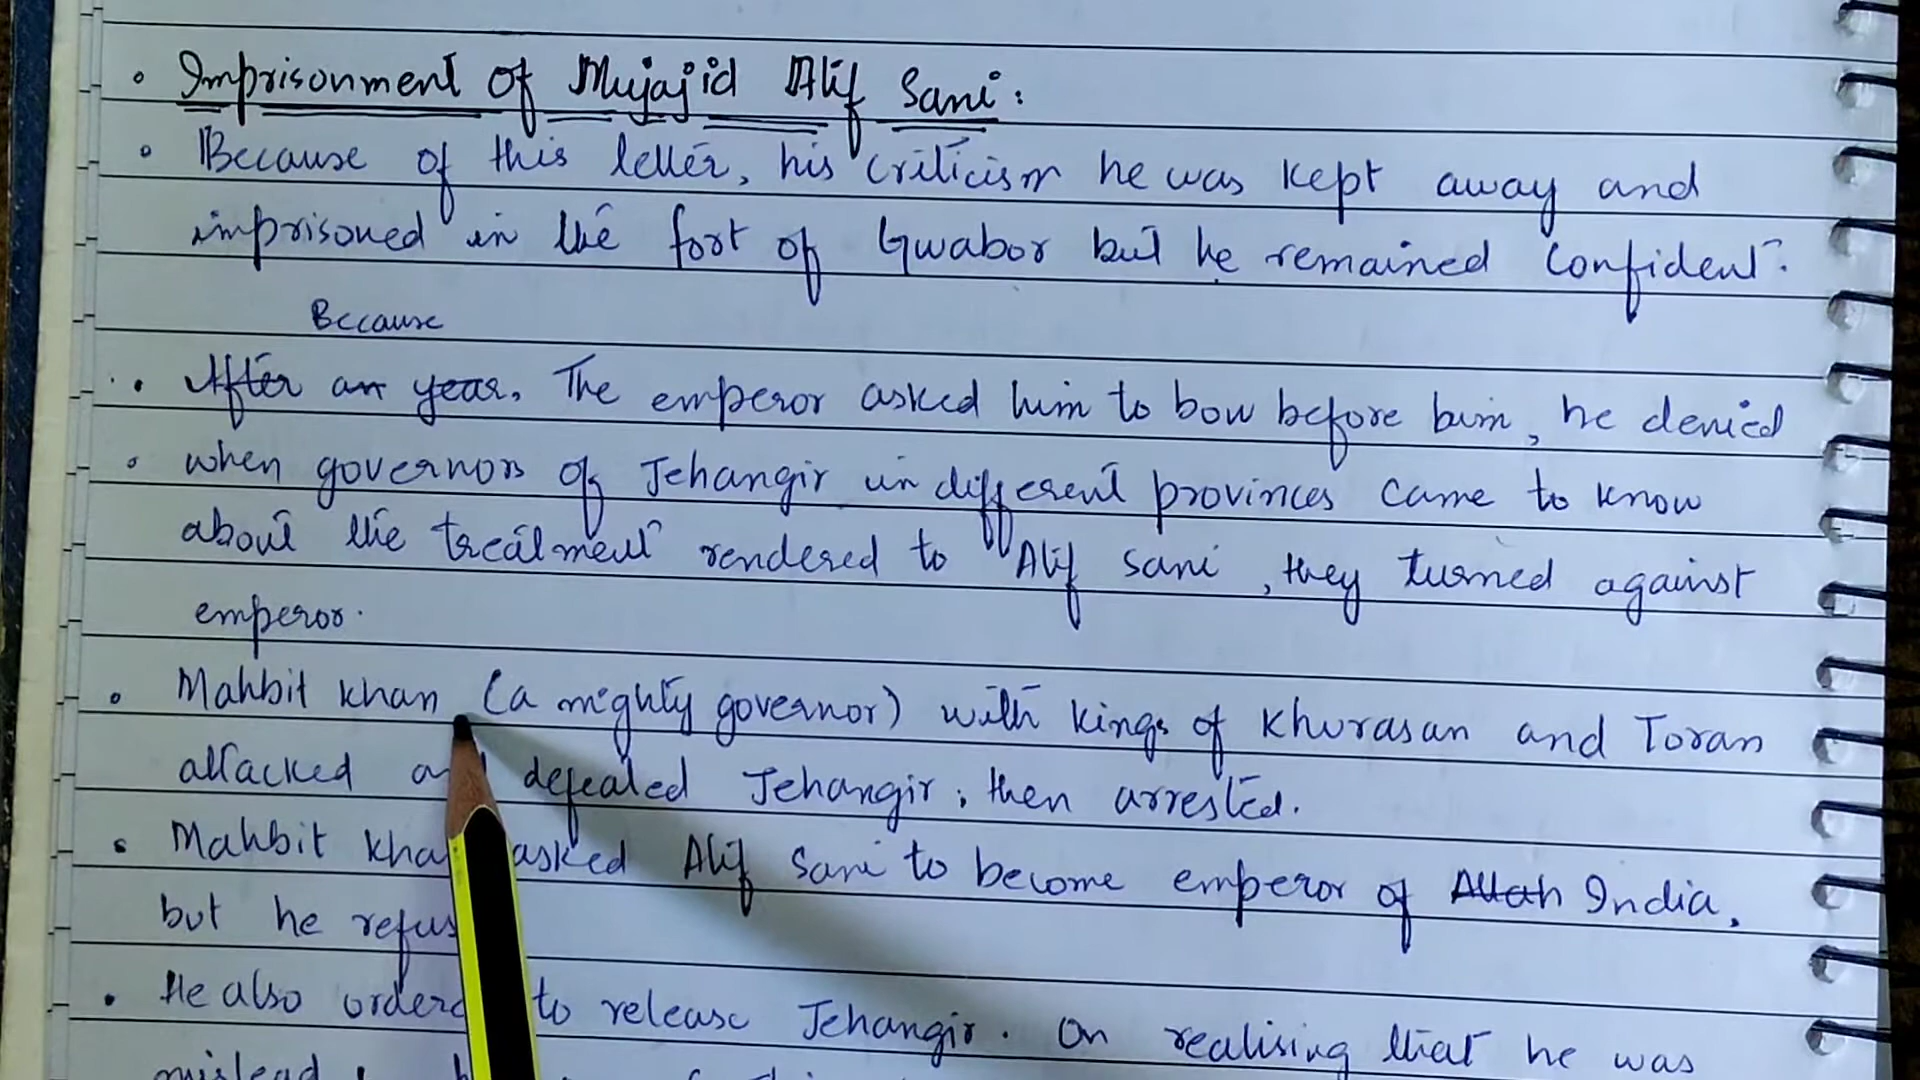 Imprisonment of Mujajid Alif Sani:
Because of this letter, his criticism he was kept away and
imprisoned in the fort of Gwabor but he remained confident.
Because
After an year. The emperor asked him to bow before him, he denied
when governors of Jehangir in different provinces came to know
about the treatment rendered to Alif Sani, they turned against
emperor.
Mahbit khan (a mighty governor) with kings of Khurasan and Toran
attacked and defeated Jehangir, then arrested.
Mahbit khan asked Alif Sani to become emperor of Allah India,
but he refus
He also ordere to release Jehangir. On realising that he was
mislead